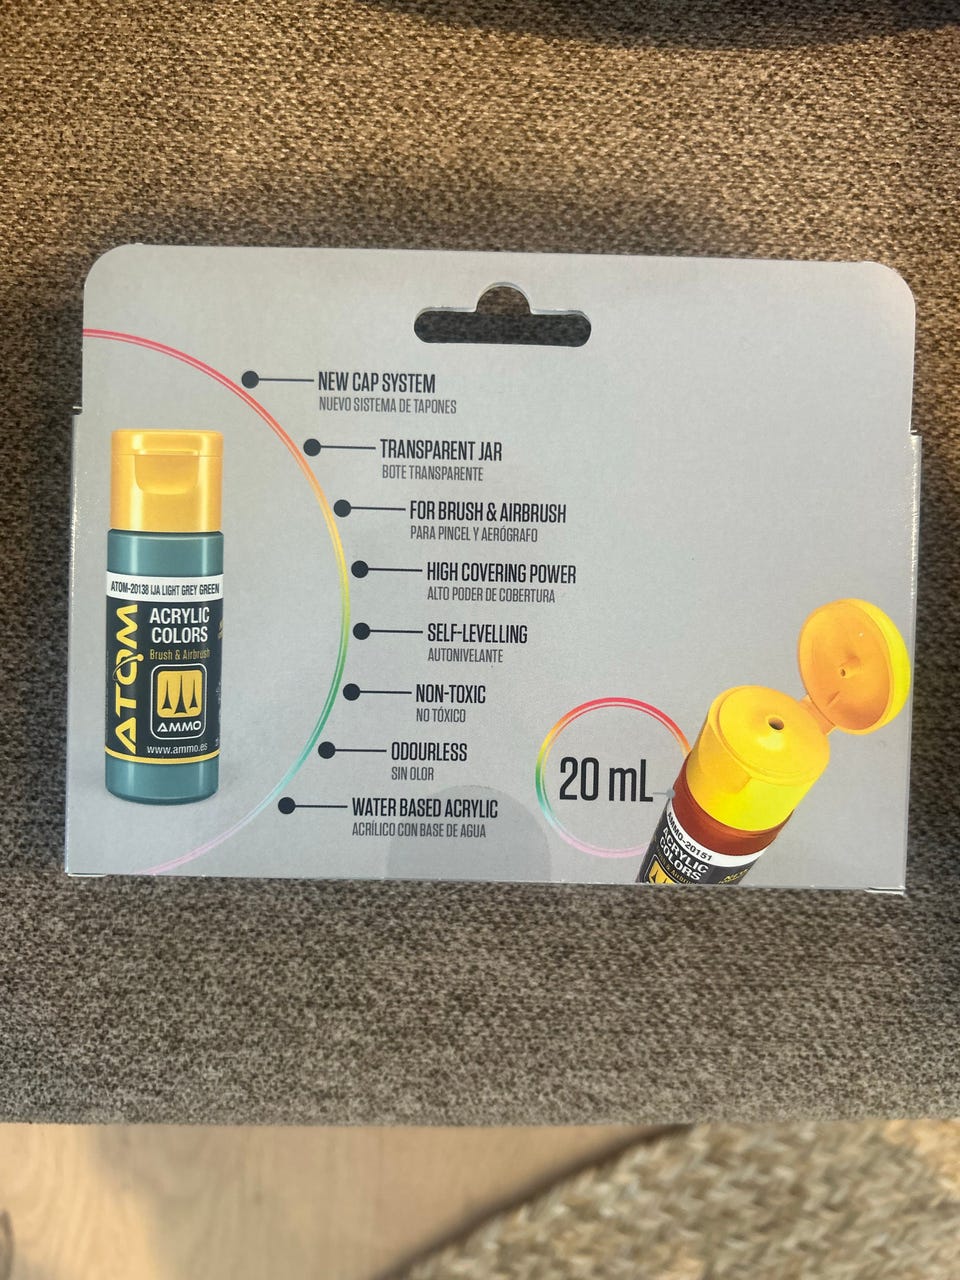 NEW CAP SYSTEM
NUEVO SISTEMA DE TAPONES
TRANSPARENT JAR
BOTE TRANSPARENTE
FOR BRUSH & AIRBRUSH
PARA PINCEL Y AERÓGRAFO
HIGH COVERING POWER
ALTO PODER DE COBERTURA
SELF-LEVELLING
AUTONIVELANTE
NON-TOXIC
NO TÓXICO
ODOURLESS
SIN OLOR
WATER BASED ACRYLIC
ACRÍLICO CON BASE DE AGUA
ATOM-20138 IJA LIGHT GREY GREEN
ATOM
ACRYLIC
COLORS
Brush & Airbrush
AMMO
www.ammo.es
20 mL
AMMO-20151
ACRYLIC
COLORS